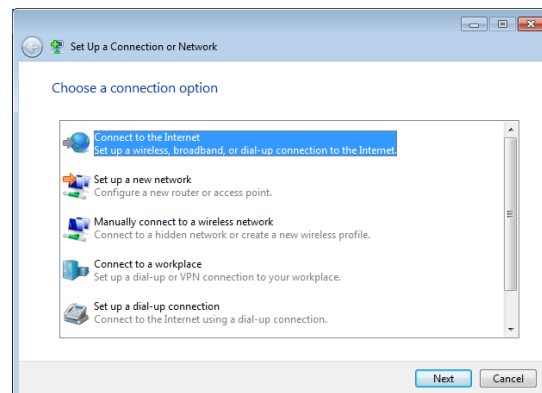 Set Up a Connection or Network
Choose a connection option
Connect to the Internet
Set up a wireless, broadband, or dial-up connection to the Internet.
Set up a new network
Configure a new router or access point.
Manually connect to a wireless network
Connect to a hidden network or create a new wireless profile.
Connect to a workplace
Set up a dial-up or VPN connection to your workplace.
Set up a dial-up connection
Connect to the Internet using a dial-up connection.
Next Cancel